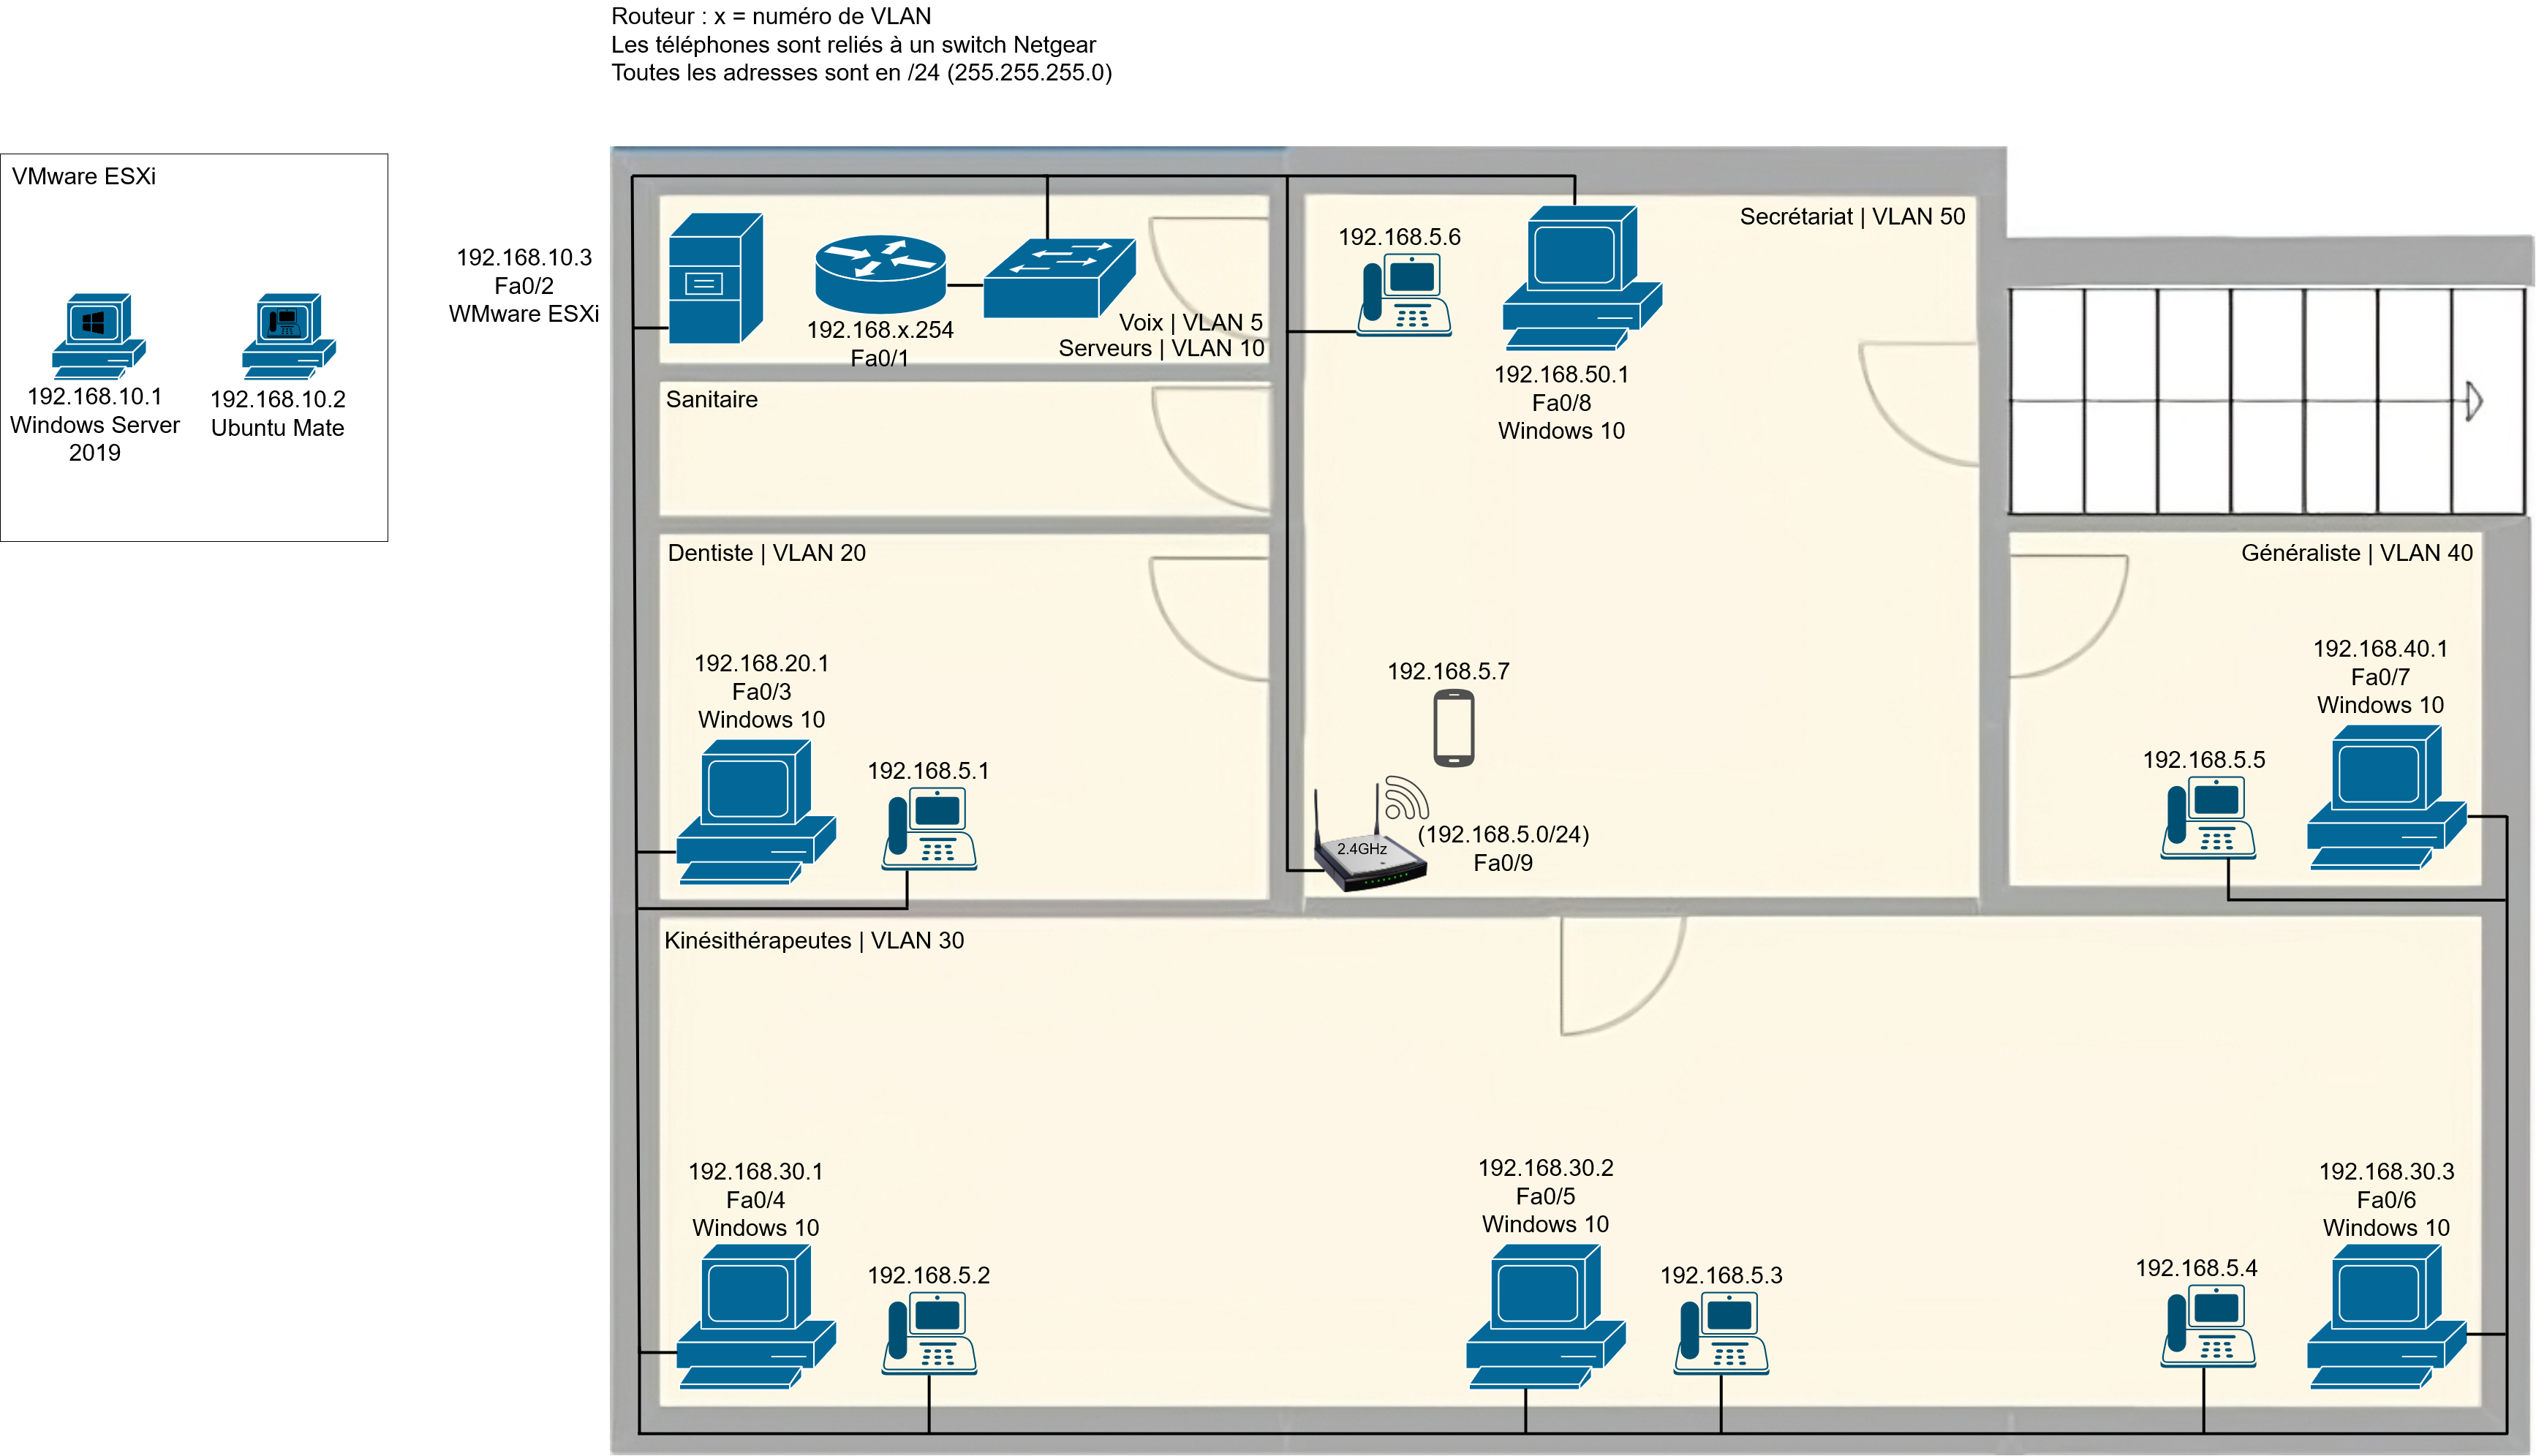 Routeur : x = numéro de VLAN
Les téléphones sont reliés à un switch Netgear
Toutes les adresses sont en /24 (255.255.255.0)
VMware ESXi
192.168.10.1
Windows Server
2019
192.168.10.2
Ubuntu Mate
192.168.10.3
Fa0/2
WMware ESXi
192.168.x.254
Fa0/1
Voix | VLAN 5
Serveurs | VLAN 10
192.168.5.6
Secrétariat | VLAN 50
192.168.50.1
Fa0/8
Windows 10
Sanitaire
Dentiste | VLAN 20
192.168.20.1
Fa0/3
Windows 10
192.168.5.1
192.168.5.7
2.4GHz
(192.168.5.0/24)
Fa0/9
Généraliste | VLAN 40
192.168.40.1
Fa0/7
Windows 10
192.168.5.5
Kinésithérapeutes | VLAN 30
192.168.30.1
Fa0/4
Windows 10
192.168.5.2
192.168.30.2
Fa0/5
Windows 10
192.168.5.3
192.168.5.4
192.168.30.3
Fa0/6
Windows 10